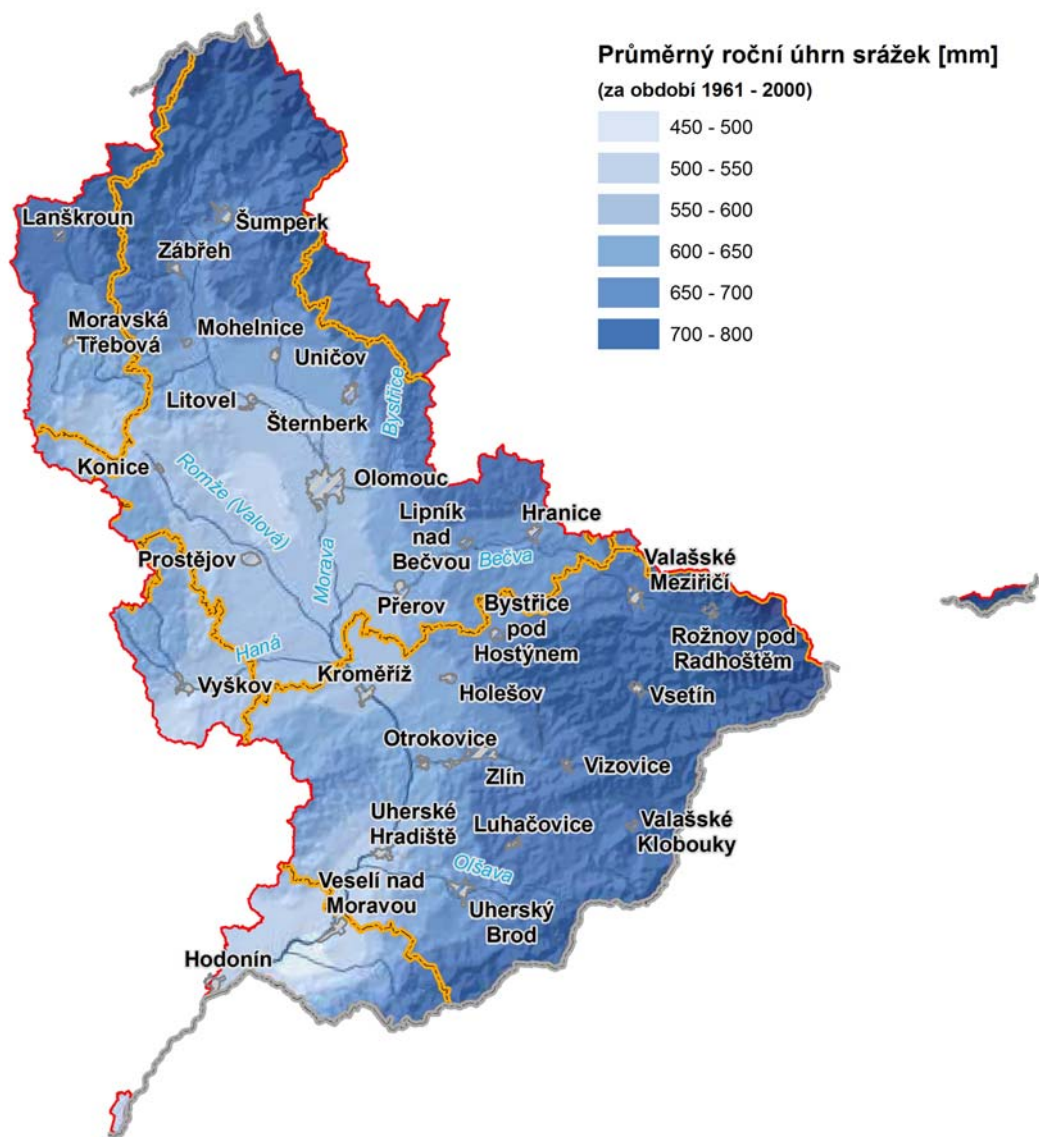 Průměrný roční úhrn srážek [mm]
(za období 1961 - 2000)
450 - 500
500 - 550
550 - 600
600 - 650
650 - 700
700 - 800
Lanškroun
Šumperk
Zábřeh
Moravská
Třebová
Mohelnice
Uničov
Bystřice
Litovel
Šternberk
Konice
Romže (Valová)
Olomouc
Lipník
nad
Bečvou
Hranice
Bečva
Prostějov
Morava
Přerov
Valašské
Meziříčí
Bystřice
pod
Hostýnem
Rožnov pod
Radhoštěm
Haná
Vyškov
Kroměříž
Holešov
Vsetín
Otrokovice
Zlín
Vizovice
Uherské
Hradiště
Luhačovice
Valašské
Klobouky
Olšava
Veselí nad
Moravou
Uherský
Brod
Hodonín